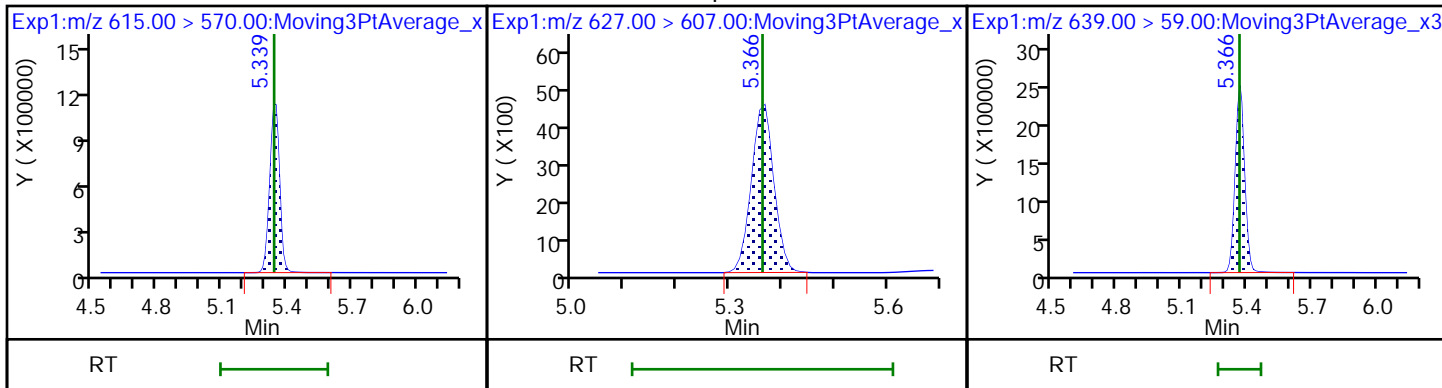 Exp1:m/z 615.00 > 570.00:Moving3PtAverage_x
15
12
9
6
3
0
Y ( X100000)
5.339
4.5 4.8 5.1 5.4 5.7 6.0
Min
RT
Exp1:m/z 627.00 > 607.00:Moving3PtAverage_x
60
50
40
30
20
10
0
Y ( X100)
5.366
5.0 5.3 5.6
Min
RT
Exp1:m/z 639.00 > 59.00:Moving3PtAverage_x3
30
25
20
15
10
5
0
Y ( X100000)
5.366
4.5 4.8 5.1 5.4 5.7 6.0
Min
RT